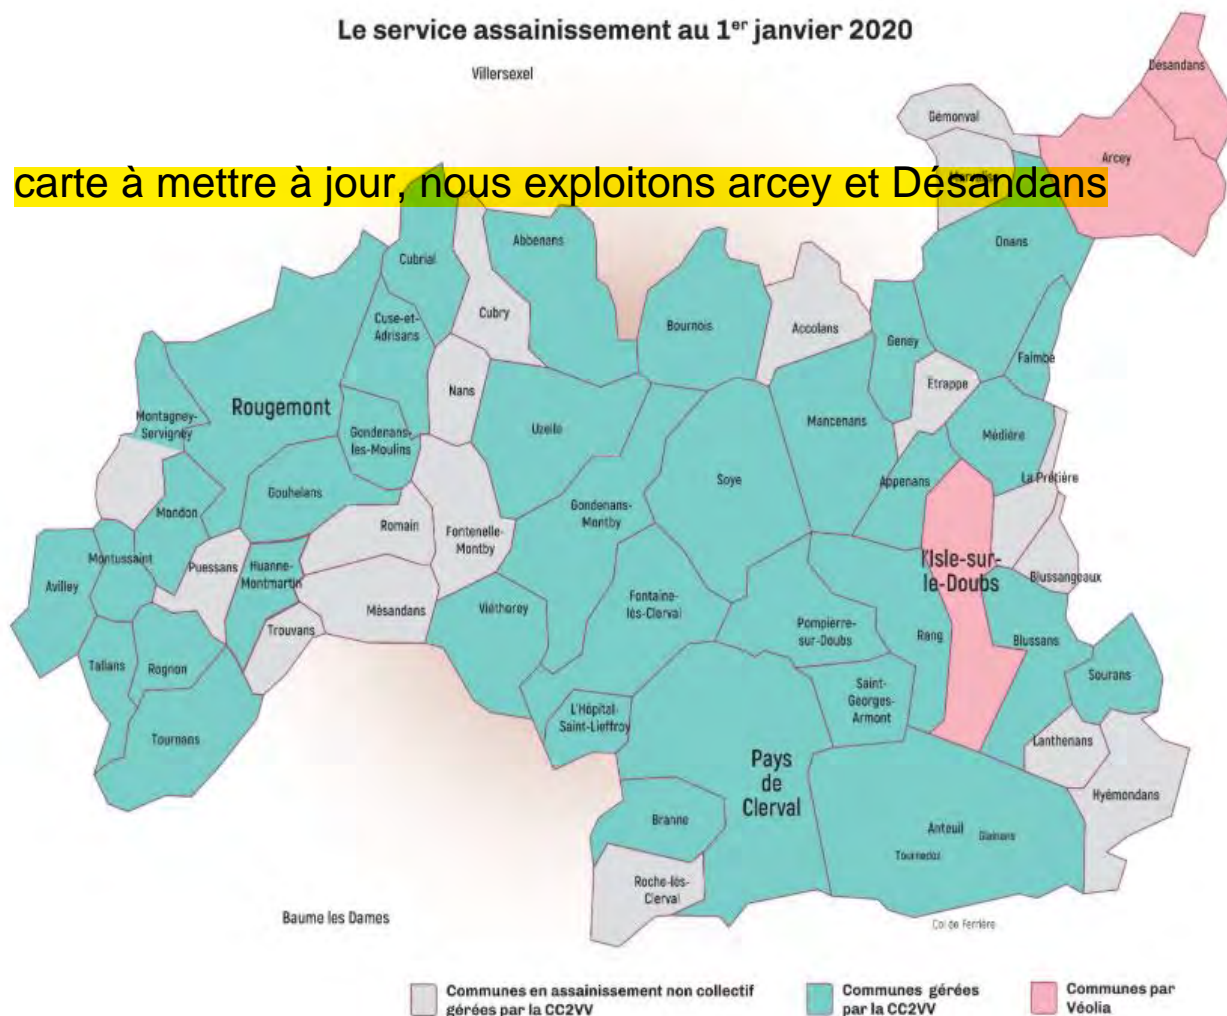 Le service assainissement au 1er janvier 2020
Villersexel
Désandans
Gémonval
Arcey
carte à mettre à jour, nous exploitons arcey et Désandans
Onans
Abbenans
Cubrial
Cubry
Cuse-et-
Adrisans
Bournois
Accolans
Geney
Faimbe
Etrappe
Nans
Rougemont
Montagney-
Servigney
Gondenans-
les-Moulins
Uzelle
Mancenans
Médière
Soye
Appenans
La Prétière
Gouhelans
Gondenans-
Montby
Mondon
Romain
Fontenelle-
Montby
Montussaint
Puessans
Huanne-
Montmartin
l'Isle-sur-
le-Doubs
Blussangeaux
Avilley
Mésandans
Viéthorey
Fontaine-
lès-Clerval
Trouvans
Pompierre-
sur-Doubs
Rang
Blussans
Tallans
Rognon
Sourans
Saint-
Georges-
Armont
L'Hôpital-
Saint-Lieffroy
Tournans
Lanthenans
Pays
de
Clerval
Hyémondans
Branne
Anteuil
Glainans
Tournedoz
Roche-lès-
Clerval
Baume les Dames
Col de Ferrière
Communes en assainissement non collectif
gérées par la CC2VV
Communes gérées
par la CC2VV
Communes par
Véolia